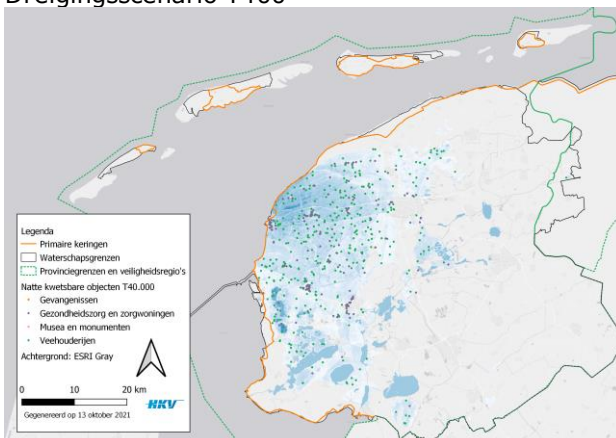 Dreigingsscenario T400
Legenda
Primaire keringen
Waterschapsgrenzen
Provinciegrenzen en veiligheidsregio's
Natte kwetsbare objecten T40.000
Gevangenissen
Gezondheidszorg en zorgwoningen
Musea en monumenten
Veehouderijen
Achtergrond: ESRI Gray
0 10 20 km
Gegenereerd op 13 oktober 2021
HKV